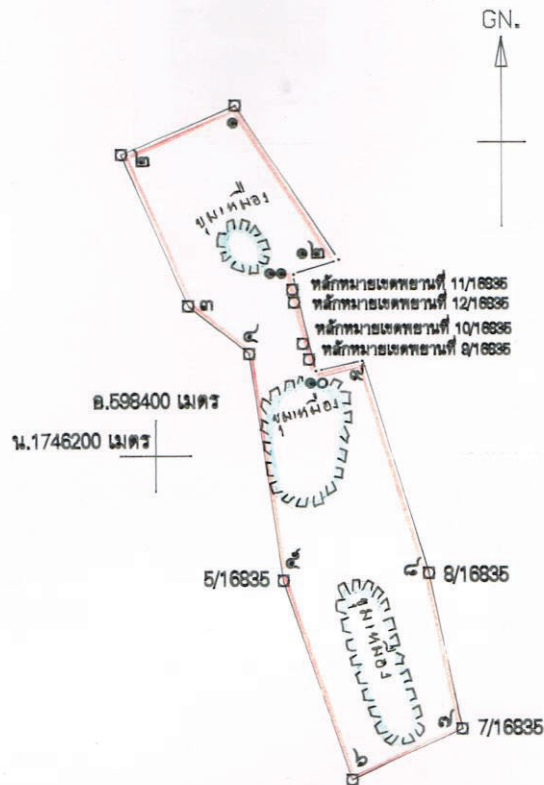 GN.
๑
๒
ขุมเหมือง
๑๒
๑๑
หลักหมายเขตพยานที่ 11/16835
๓
หลักหมายเขตพยานที่ 12/16835
หลักหมายเขตพยานที่ 10/16835
๔
หลักหมายเขตพยานที่ 9/16835
๙
๑๐
อ.598400 เมตร
ขุมเหมือง
น.1746200 เมตร
๕
5/16835
๘
8/16835
ขุมเหมือง
๗
7/16835
๖